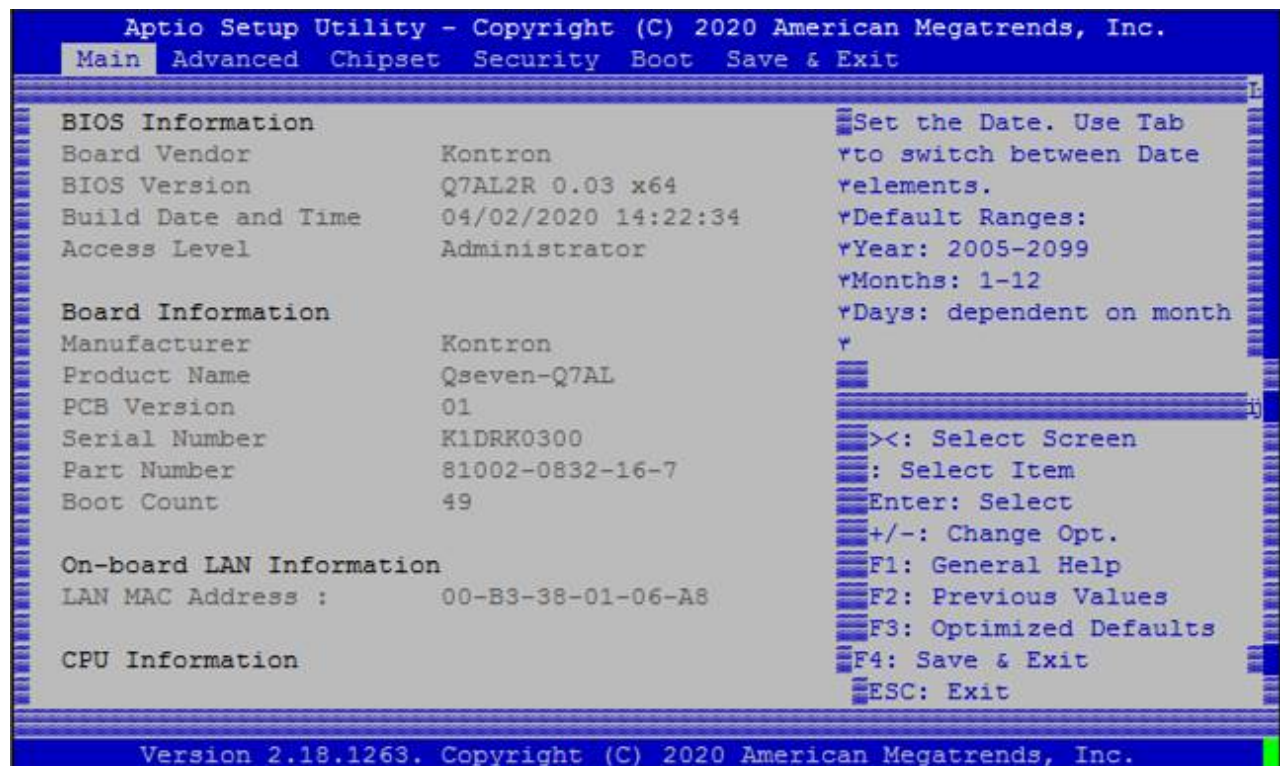 Aptio Setup Utility – Copyright (C) 2020 American Megatrends, Inc.
Main Advanced Chipset Security Boot Save & Exit
BIOS Information
Board Vendor Kontron
BIOS Version Q7AL2R 0.03 x64
Build Date and Time 04/02/2020 14:22:34
Access Level Administrator
Board Information
Manufacturer Kontron
Product Name Qseven-Q7AL
PCB Version 01
Serial Number K1DRK0300
Part Number 81002-0832-16-7
Boot Count 49
On-board LAN Information
LAN MAC Address : 00-B3-38-01-06-A8
CPU Information
Set the Date. Use Tab
to switch between Date
elements.
Default Ranges:
Year: 2005-2099
Months: 1-12
Days: dependent on month
><: Select Screen
: Select Item
Enter: Select
+/-: Change Opt.
F1: General Help
F2: Previous Values
F3: Optimized Defaults
F4: Save & Exit
ESC: Exit
Version 2.18.1263. Copyright (C) 2020 American Megatrends, Inc.